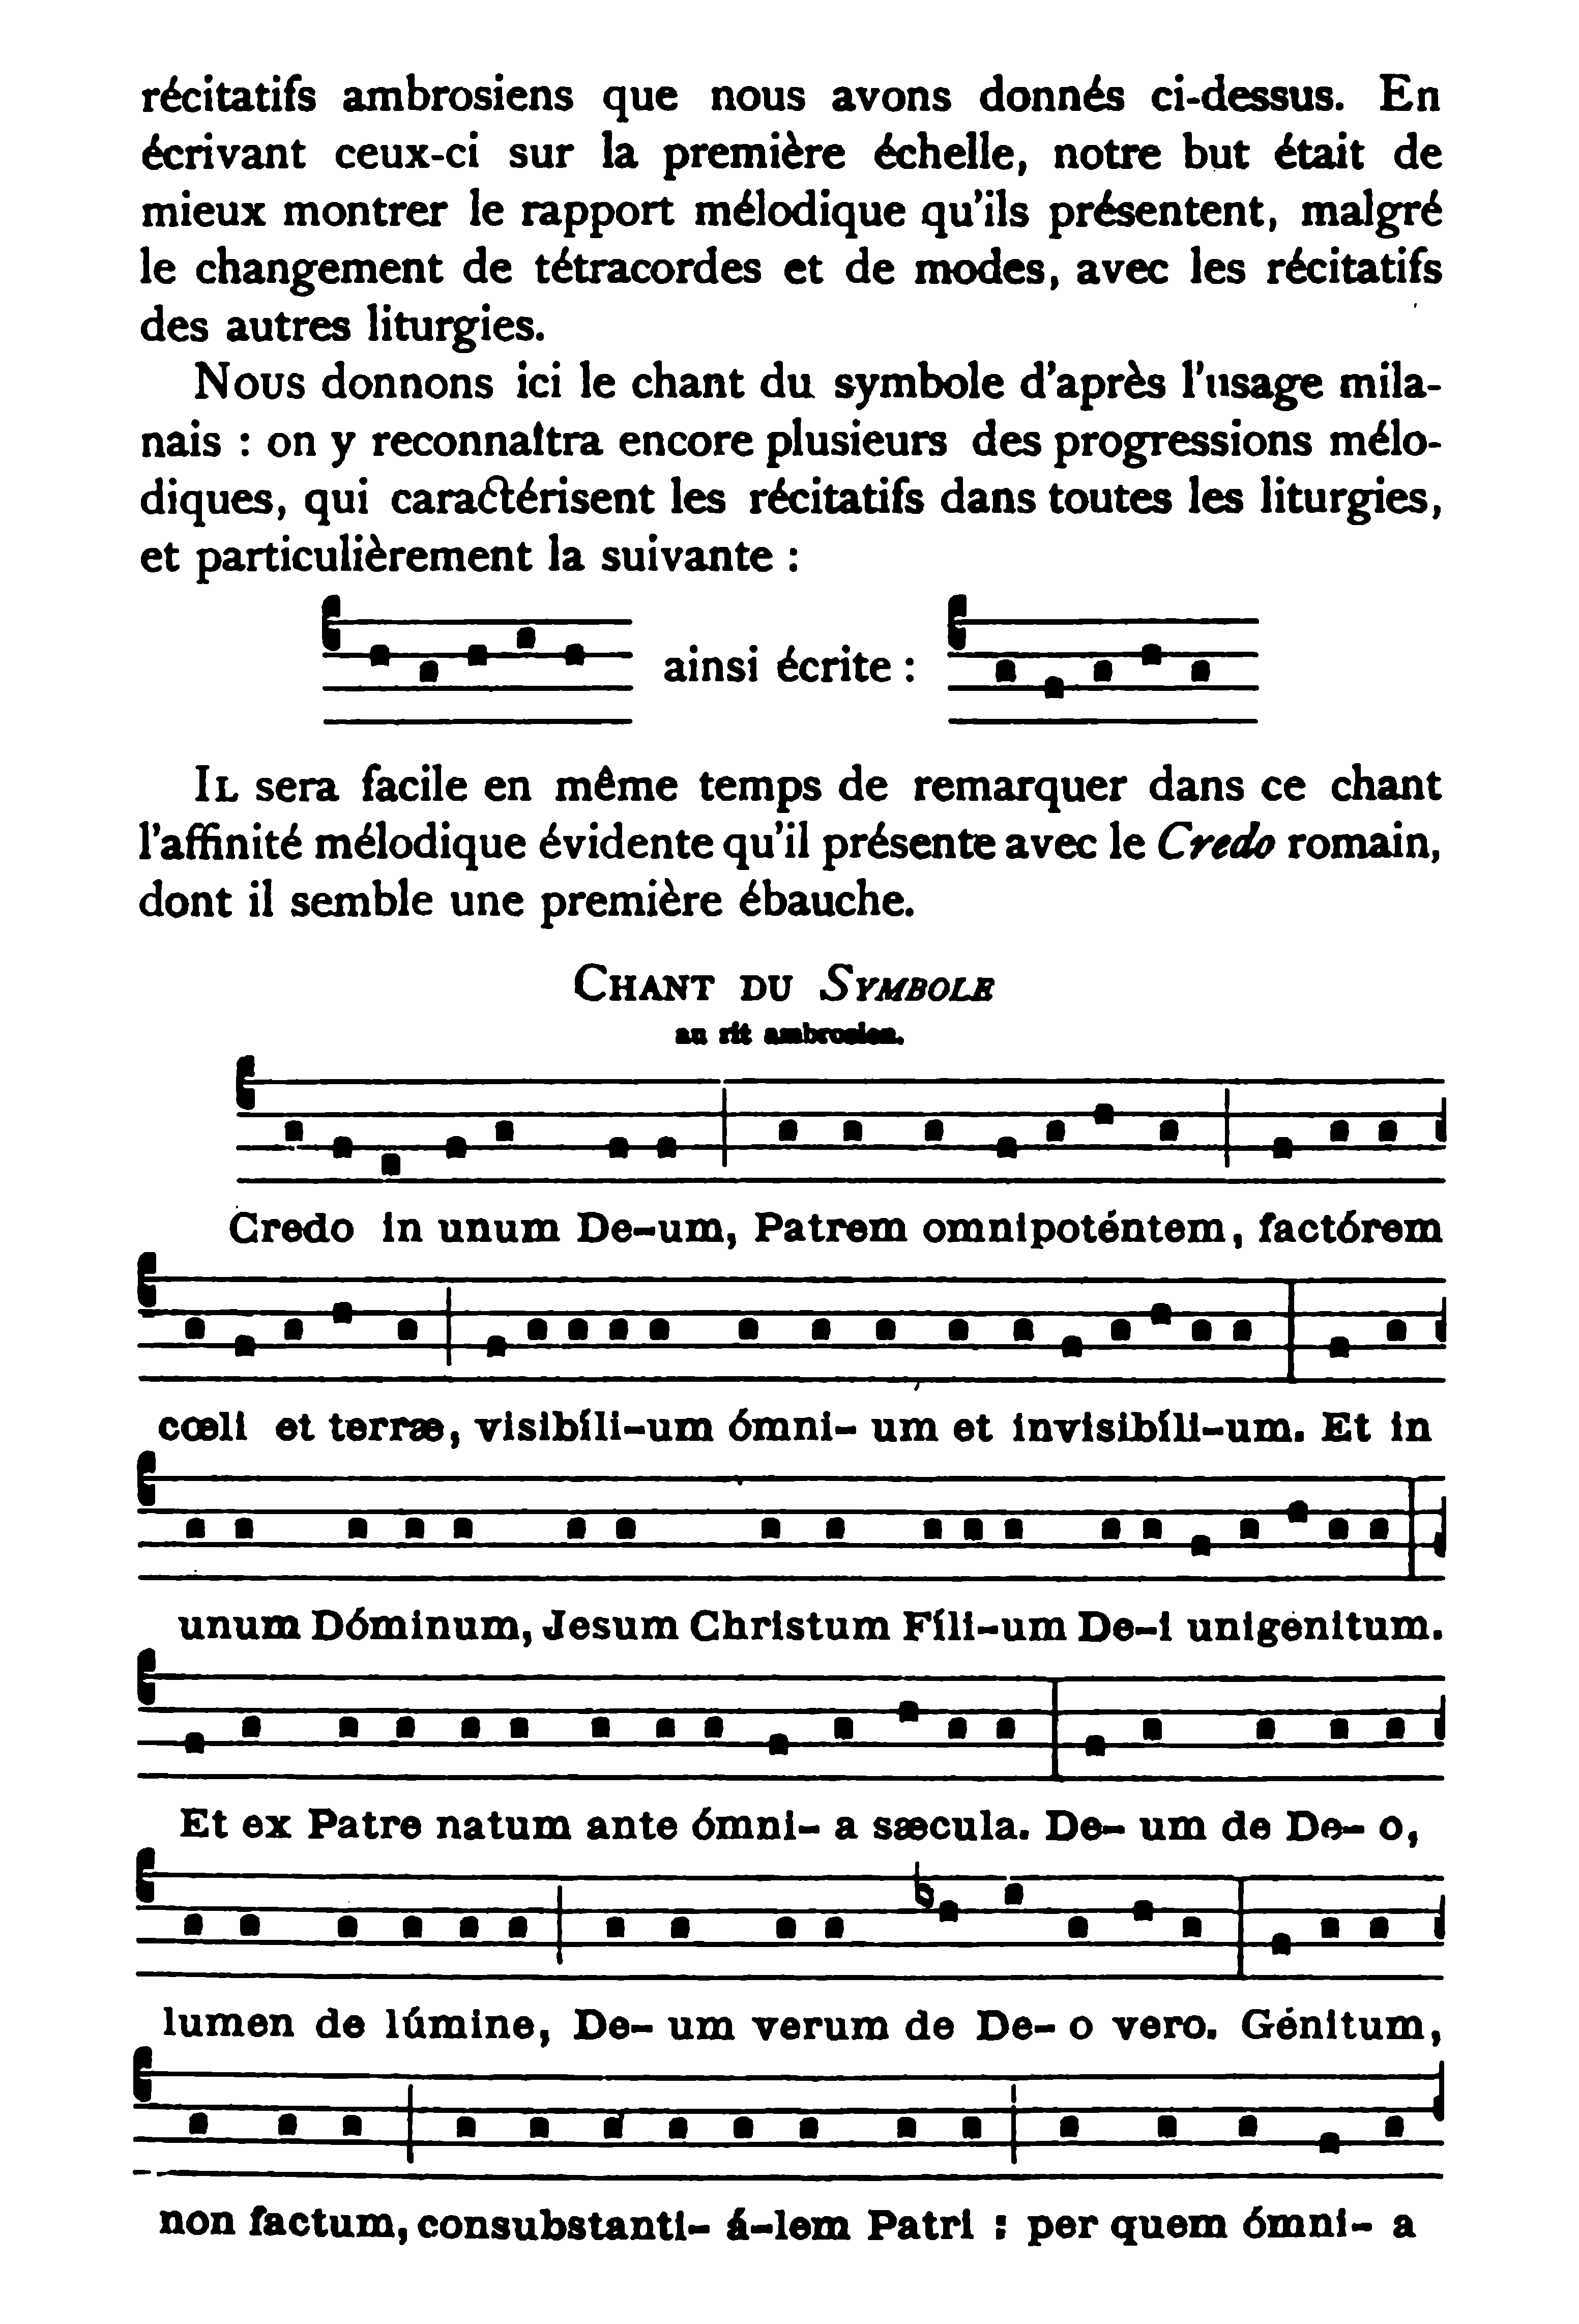 récitatifs ambrosiens que nous avons donnés ci-dessus. En
écrivant ceux-ci sur la première échelle, notre but était de
mieux montrer le rapport mélodique qu'ils présentent, malgré
le changement de tétracordes et de modes, avec les récitatifs
des autres liturgies.
Nous donnons ici le chant du symbole d'après l'usage mila-
nais : on y reconnaîtra encore plusieurs des progressions mélo-
diques, qui caractérisent les récitatifs dans toutes les liturgies,
et particulièrement la suivante :
ainsi écrite :
Il sera facile en même temps de remarquer dans ce chant
l'affinité mélodique évidente qu'il présente avec le Credo romain,
dont il semble une première ébauche.
Chant du Symbole
au rit ambrosien.
Credo in unum De-um, Patrem omnipoténtem, factórem
cœli et terræ, visibíli-um ómni- um et invisibíli-um. Et in
unum Dóminum, Jesum Christum Fíli-um De-i unigénitum.
Et ex Patre natum ante ómni- a sæcula. De- um de De- o,
lumen de lúmine, De- um verum de De- o vero. Génitum,
non factum, consubstanti- á-lem Patri : per quem ómni- a